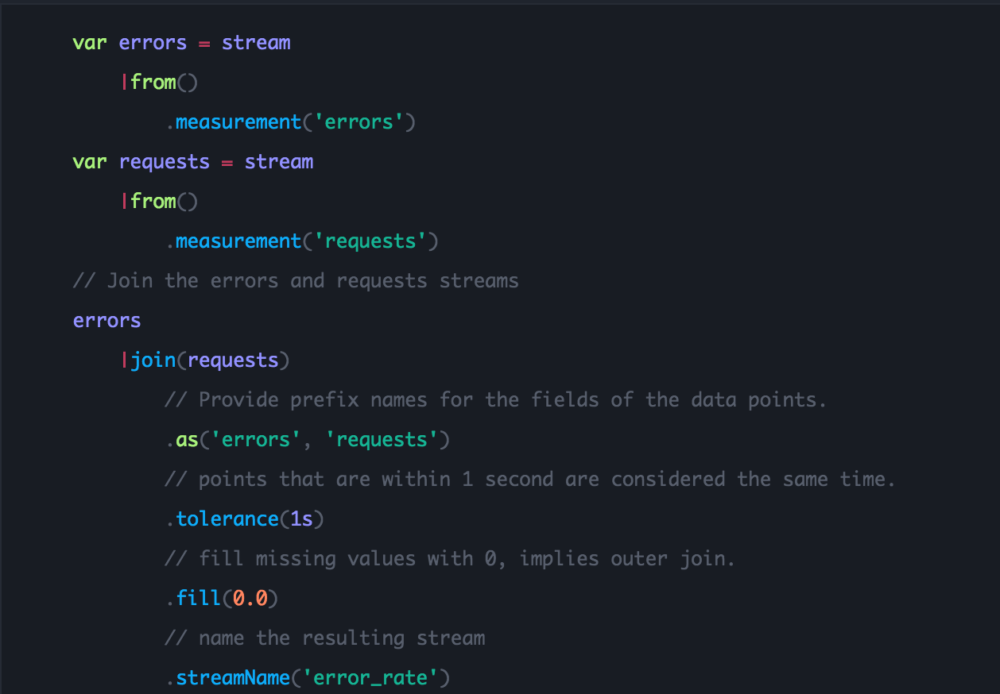 var errors = stream
    |from()
        .measurement('errors')
var requests = stream
    |from()
        .measurement('requests')
// Join the errors and requests streams
errors
    |join(requests)
        // Provide prefix names for the fields of the data points.
        .as('errors', 'requests')
        // points that are within 1 second are considered the same time.
        .tolerance(1s)
        // fill missing values with 0, implies outer join.
        .fill(0.0)
        // name the resulting stream
        .streamName('error_rate')